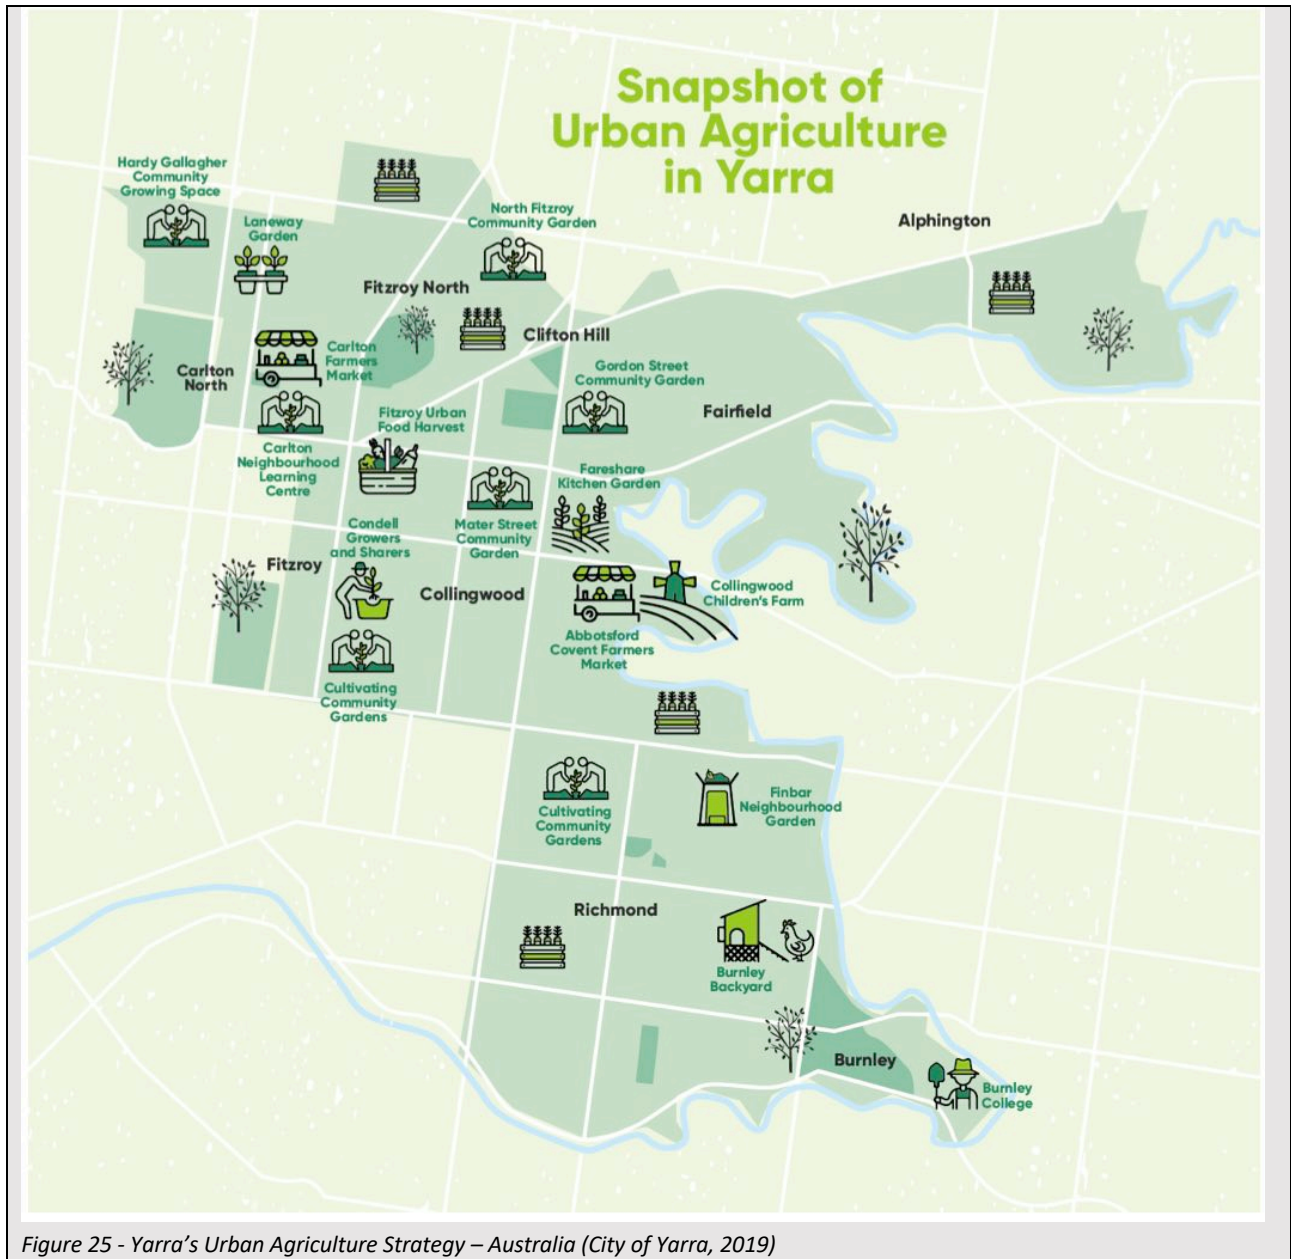 Snapshot of
Urban Agriculture
in Yarra
Hardy Gallagher
Community
Growing Space
Laneway
Garden
North Fitzroy
Community Garden
Alphington
Fitzroy North
Clifton Hill
Carlton
Farmers
Market
Carlton
North
Gordon Street
Community Garden
Fairfield
Fitzroy Urban
Food Harvest
Carlton
Neighbourhood
Learning
Centre
Fareshare
Kitchen Garden
Condell
Growers
and Sharers
Mater Street
Community
Garden
Fitzroy
Collingwood
Collingwood
Children's Farm
Abbotsford
Covent Farmers
Market
Cultivating
Community
Gardens
Cultivating
Community
Gardens
Finbar
Neighbourhood
Garden
Richmond
Burnley
Backyard
Burnley
Burnley
College
Figure 25 - Yarra's Urban Agriculture Strategy – Australia (City of Yarra, 2019)